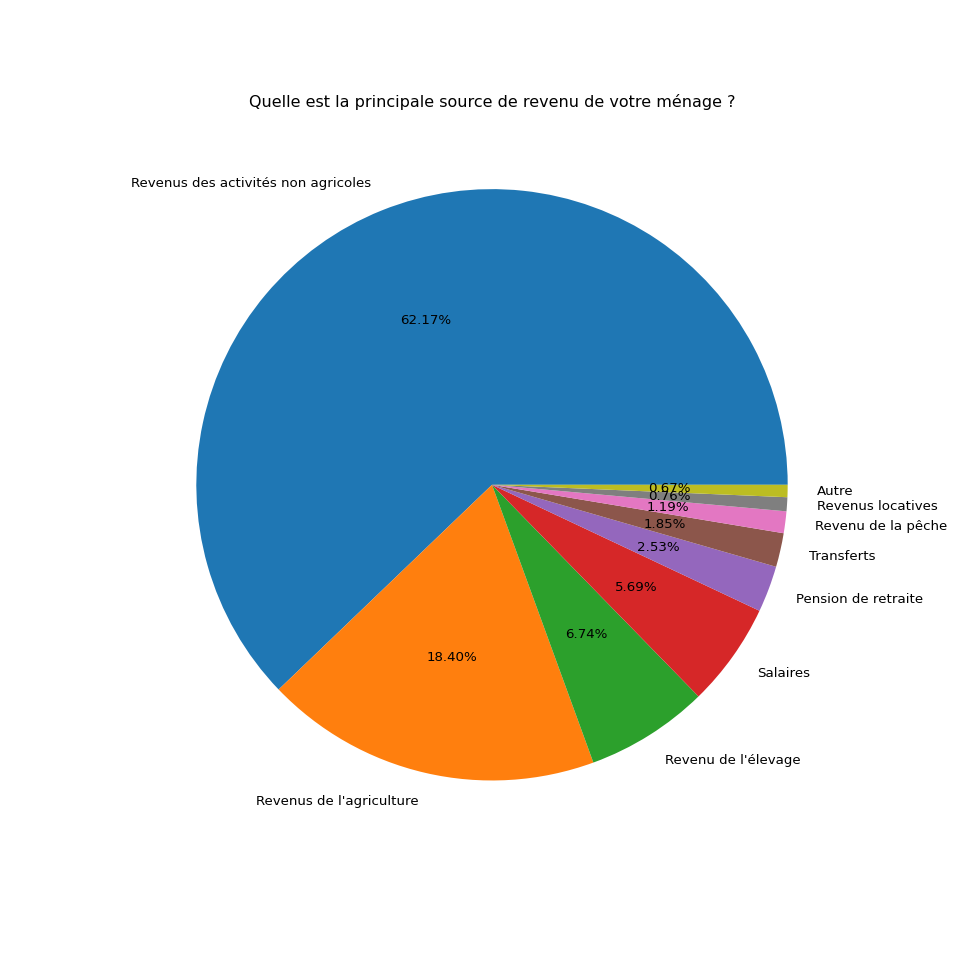 Quelle est la principale source de revenu de votre ménage ?
Revenus des activités non agricoles
62.17%
0.67%
Autre
0.76%
Revenus locatives
1.19%
Revenu de la pêche
1.85%
Transferts
2.53%
Pension de retraite
5.69%
Salaires
6.74%
Revenu de l'élevage
18.40%
Revenus de l'agriculture